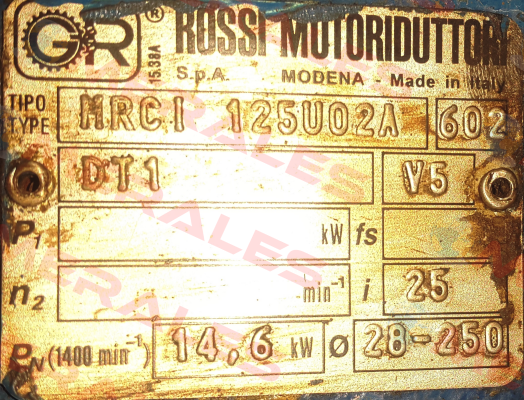 GR ® ROSSI MOTORIDUTTORI
15.38A
S.p.A. MODENA - Made in Italy
TIPO TYPE MRCI 125U02A 602
DT1 V5
P1 kW fs
n2 min-1 i 25
PN (1400 min-1) 14,6 kW Ø 28-250